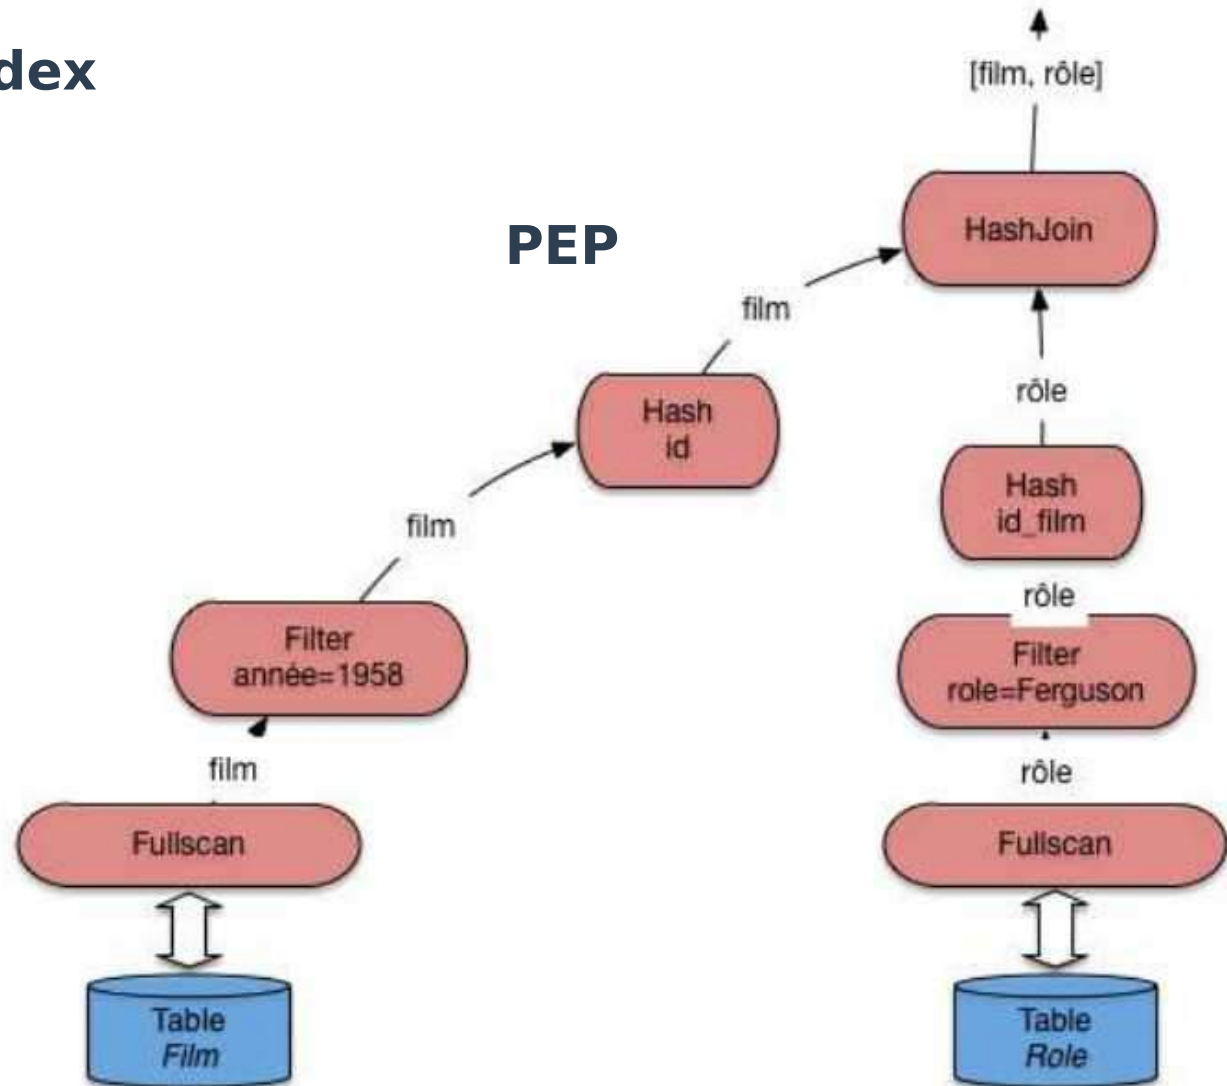 dex
[film, rôle]
HashJoin
PEP
film
rôle
Hash
id
Hash
id_film
film
rôle
Filter
année=1958
Filter
role=Ferguson
film
rôle
Fullscan
Fullscan
Table
Film
Table
Role